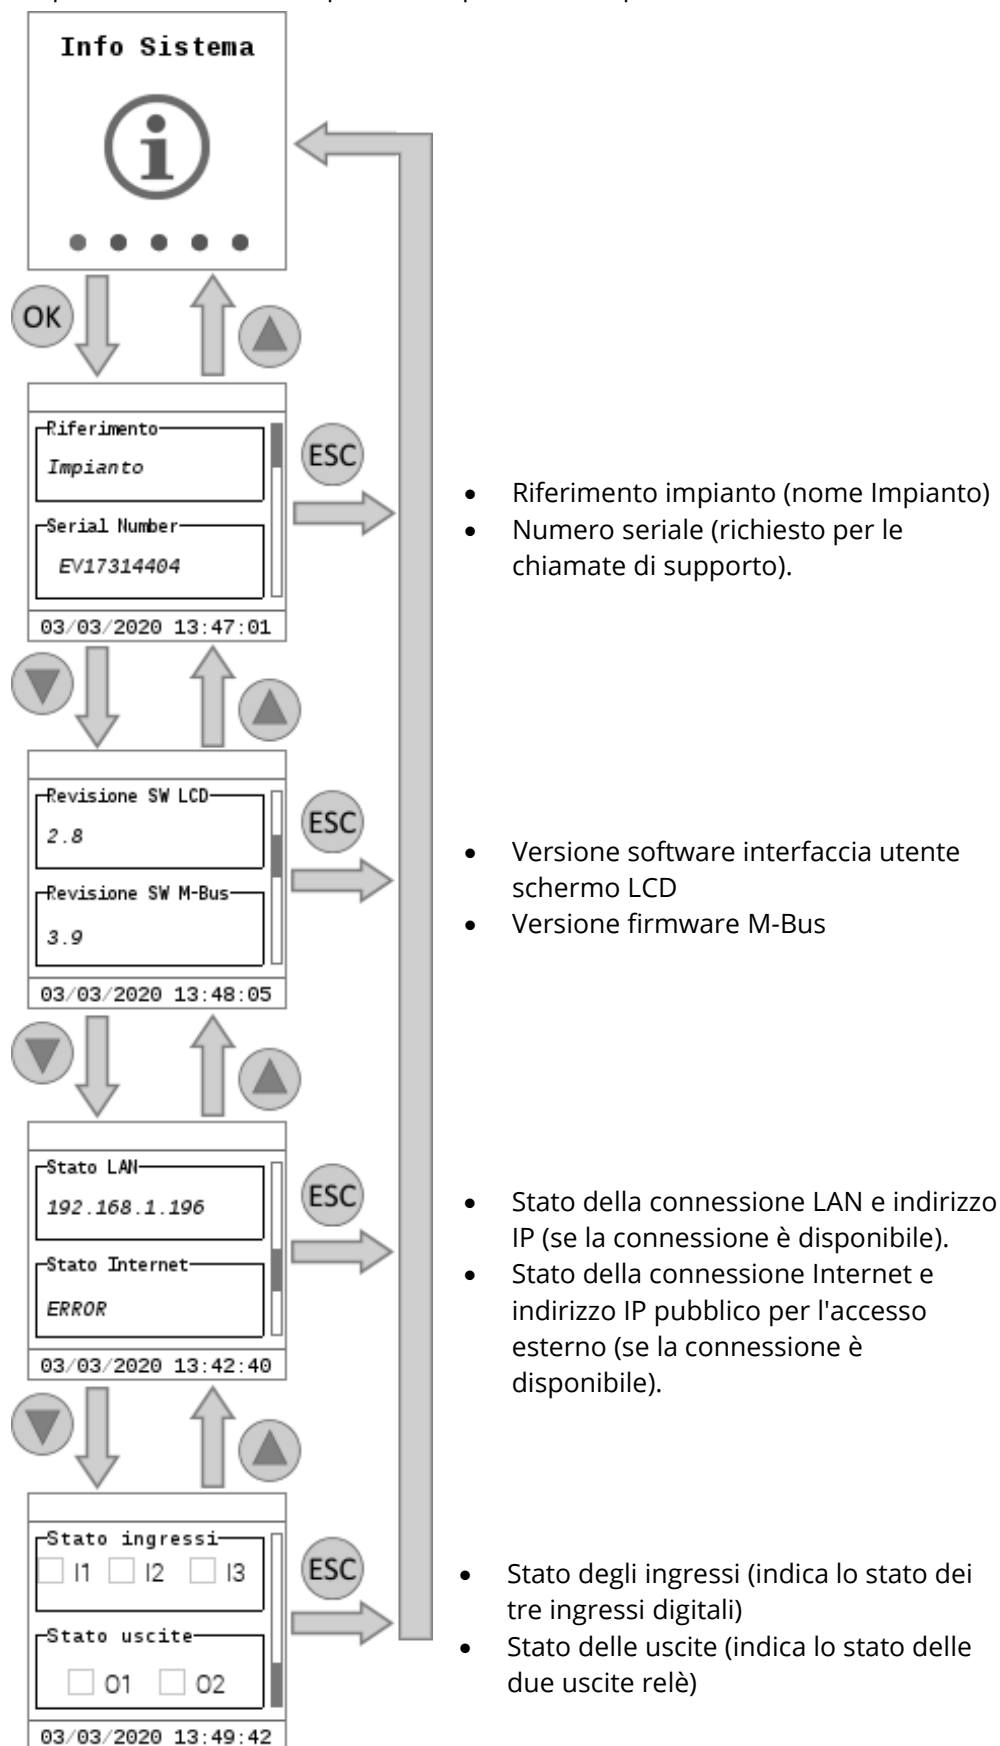 Info Sistema
OK
Riferimento
Impianto
Serial Number
EV17314404
03/03/2020 13:47:01
ESC
• Riferimento impianto (nome Impianto)
• Numero seriale (richiesto per le
chiamate di supporto).
Revisione SW LCD
2.8
Revisione SW M-Bus
3.9
03/03/2020 13:48:05
ESC
• Versione software interfaccia utente
schermo LCD
• Versione firmware M-Bus
Stato LAN
192.168.1.196
Stato Internet
ERROR
03/03/2020 13:42:40
ESC
• Stato della connessione LAN e indirizzo
IP (se la connessione è disponibile).
• Stato della connessione Internet e
indirizzo IP pubblico per l'accesso
esterno (se la connessione è
disponibile).
Stato ingressi
I1 I2 I3
Stato uscite
O1 O2
03/03/2020 13:49:42
ESC
• Stato degli ingressi (indica lo stato dei
tre ingressi digitali)
• Stato delle uscite (indica lo stato delle
due uscite relè)